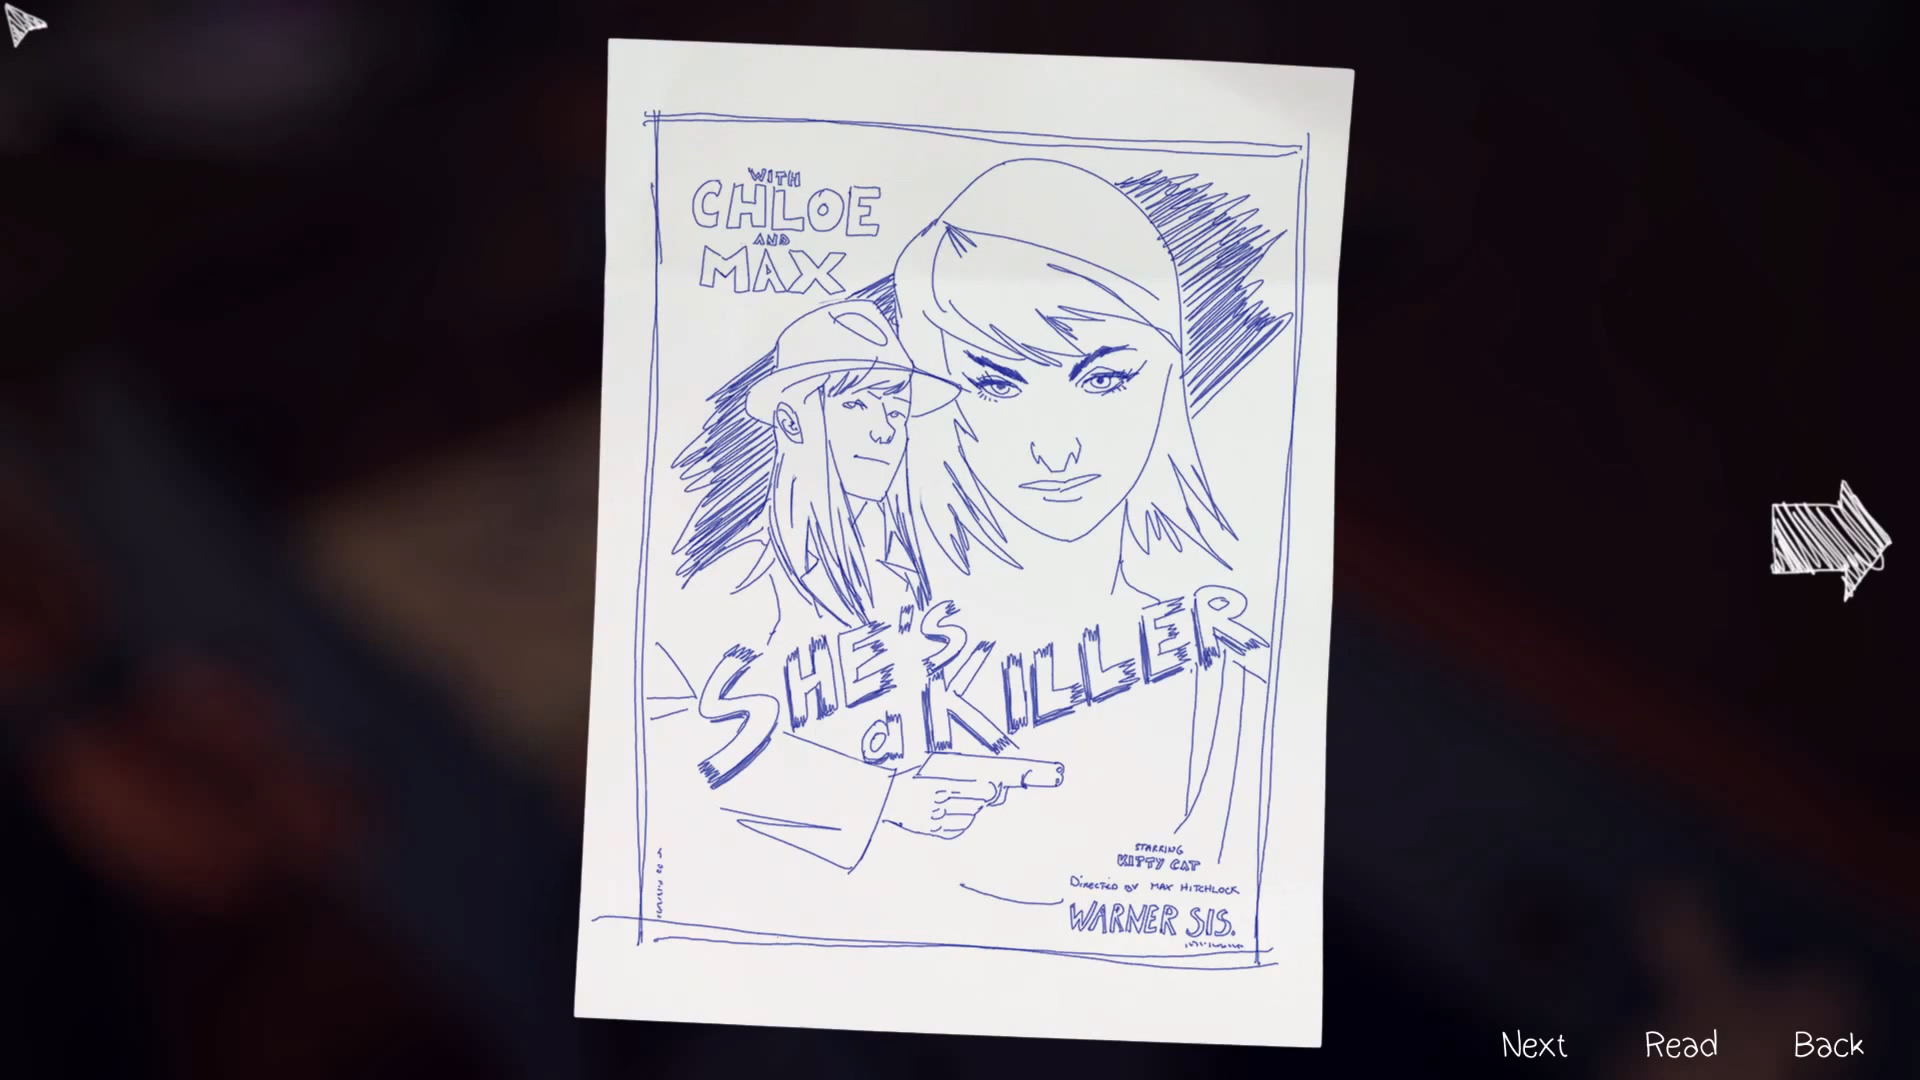 WITH
CHLOE
AND
MAX
SHE'S
a KILLER
STARRING
KITTY CAT
DIRECTED BY MAX HITCHLOCK
WARNER SIS.
Next Read Back